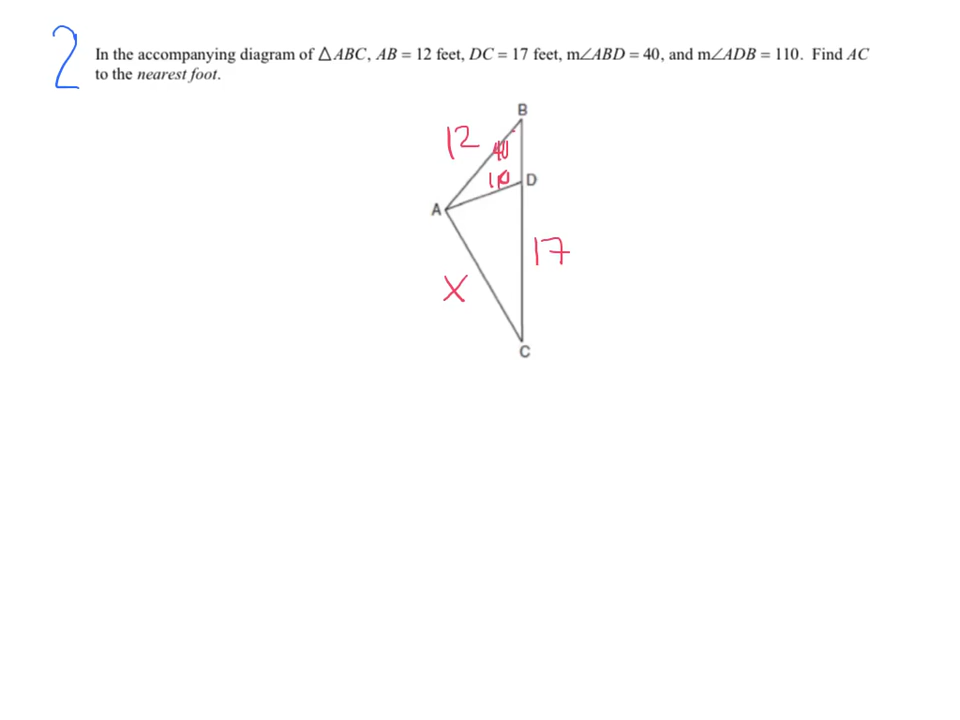 2
In the accompanying diagram of △ABC, AB = 12 feet, DC = 17 feet, m∠ABD = 40, and m∠ADB = 110. Find AC
to the nearest foot.
B
12
40
110
D
A
17
X
C